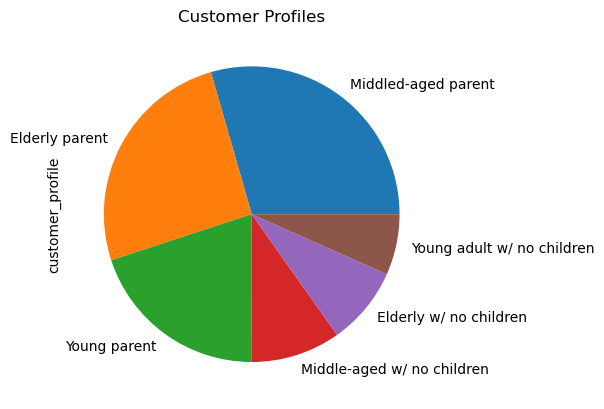 Customer Profiles
Middled-aged parent
Elderly parent
customer_profile
Young adult w/ no children
Elderly w/ no children
Young parent
Middle-aged w/ no children